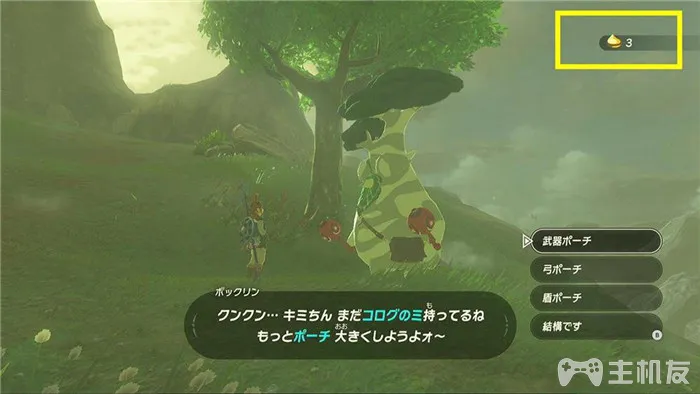 3
武器ポーチ
弓ポーチ
盾ポーチ
結構です
B
ボックリン
クンクン… キミちん まだコログのミ持ってるね
もっとポーチ 大きくしようよォ～
主机友